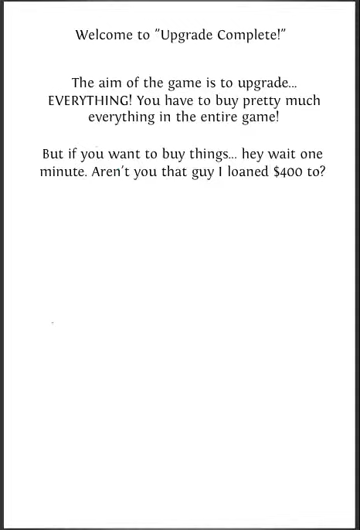 Welcome to "Upgrade Complete!"
The aim of the game is to upgrade...
EVERYTHING! You have to buy pretty much
everything in the entire game!
But if you want to buy things... hey wait one
minute. Aren't you that guy I loaned $400 to?